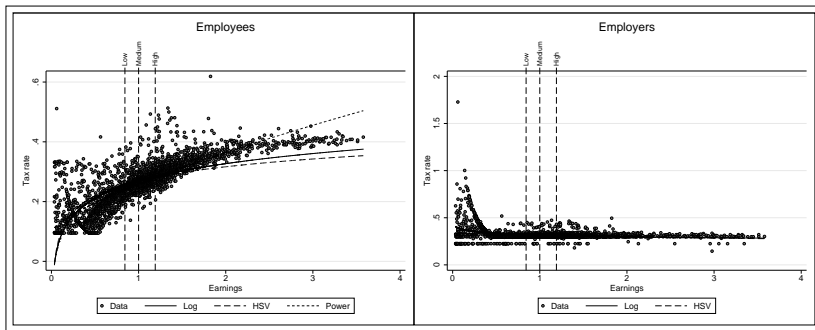 Employees
Low
Medium
High
.6
.4
.2
0
Tax rate
0
1
2
3
4
Earnings
Data
Log
HSV
Power
Employers
Low
Medium
High
2
1.5
1
.5
0
Tax rate
0
1
2
3
4
Earnings
Data
Log
HSV